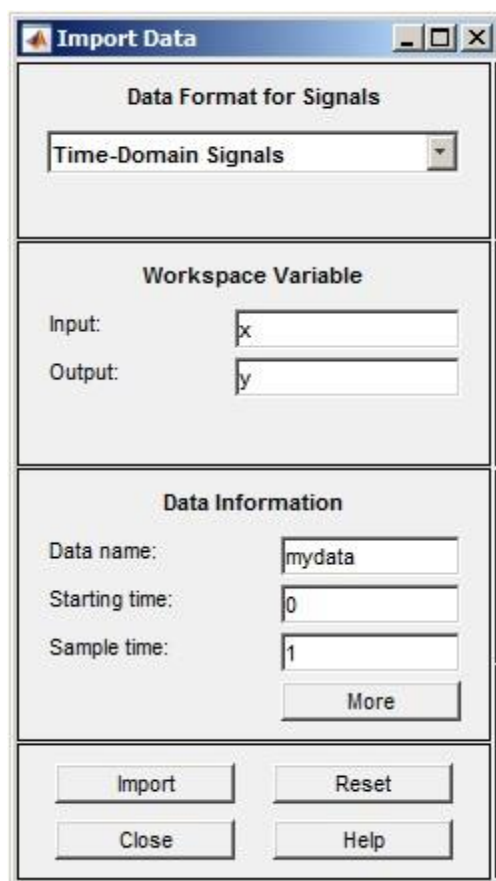 Import Data
Data Format for Signals
Time-Domain Signals
Workspace Variable
Input: x
Output: y
Data Information
Data name: mydata
Starting time: 0
Sample time: 1
More
Import Reset
Close Help